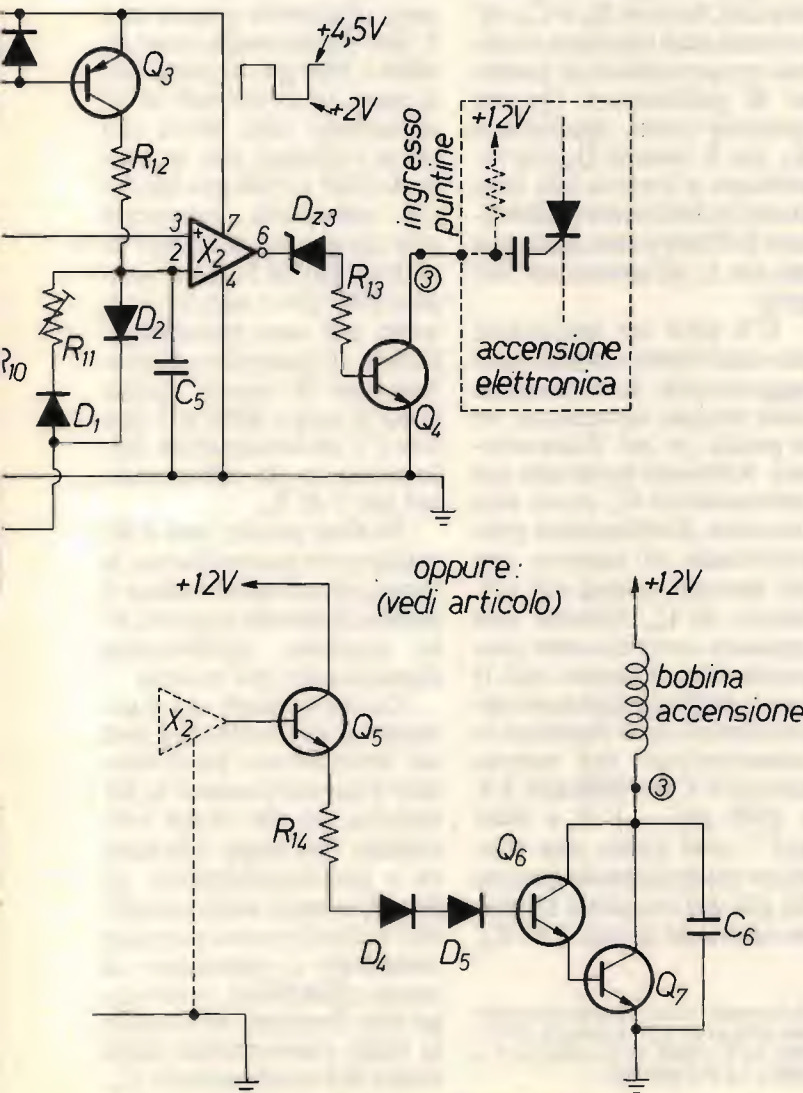 +4,5V
Q3
+2V
ingresso
puntine
+12V
R12
3
+
7
X2
6
2
-
4
DZ3
R13
3
R11
D2
R10
C5
D1
Q4
accensione
elettronica
oppure:
(vedi articolo)
+12V
+12V
X2
Q5
bobina
accensione
3
R14
Q6
C6
D4
D5
Q7